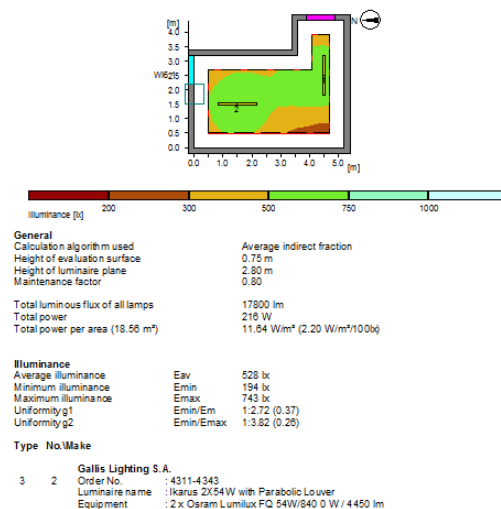 [m]
4.0
3.5
3.0
2.5
2.0
1.5
1.0
0.5
0.0
N
2
0.0 1.0 2.0 3.0 4.0 5.0
[m]
Illuminance [lx] 200 300 500 750 1000
General
Calculation algorithm used Average indirect fraction
Height of evaluation surface 0.75 m
Height of luminaire plane 2.80 m
Maintenance factor 0.80
Total luminous flux of all lamps 17800 lm
Total power 216 W
Total power per area (18.56 m²) 11.64 W/m² (2.20 W/m²/100lx)
Illuminance
Average illuminance Eav 528 lx
Minimum illuminance Emin 194 lx
Maximum illuminance Emax 743 lx
Uniformity g1 Emin/Em 1:2.72 (0.37)
Uniformity g2 Emin/Emax 1:3.82 (0.26)
Type No.\Make
Gallis Lighting S.A.
3 2 Order No. : 4311-4343
Luminaire name : Ikarus 2X54W with Parabolic Louver
Equipment : 2 x Osram Lumilux FQ 54W/840 0 W / 4450 lm